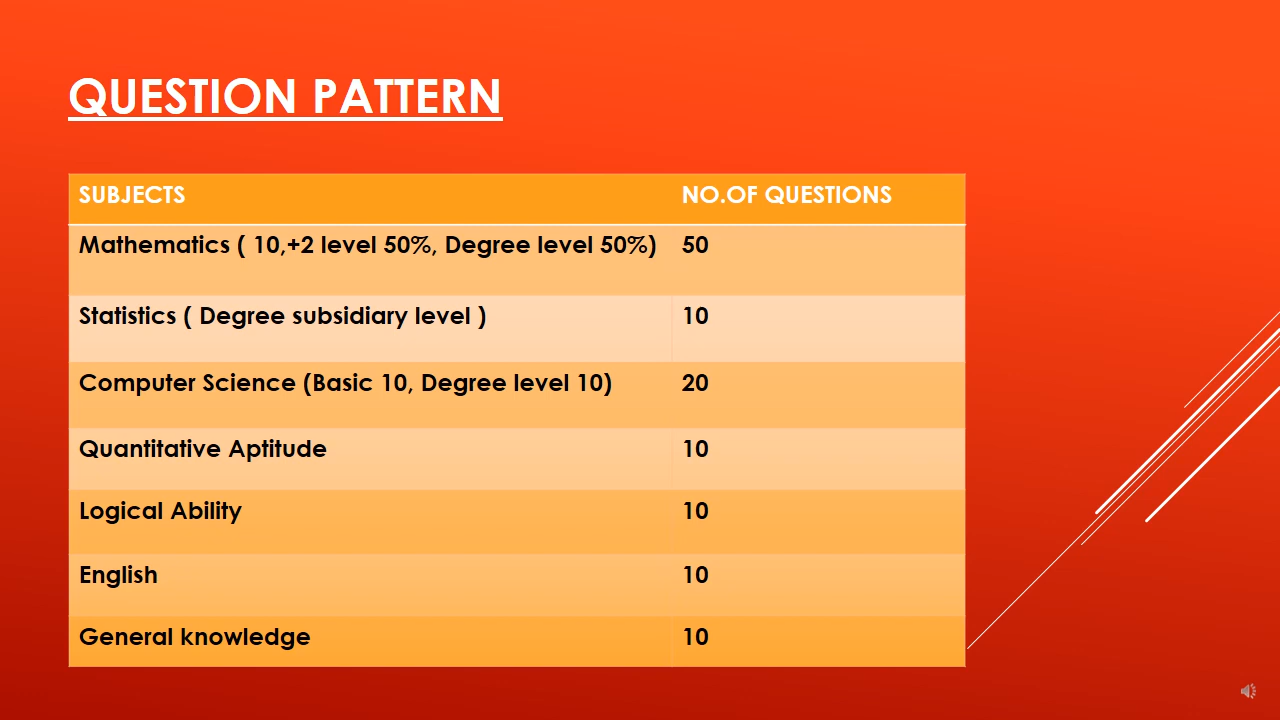 QUESTION PATTERN
SUBJECTS NO.OF QUESTIONS
Mathematics ( 10,+2 level 50%, Degree level 50%) 50
Statistics ( Degree subsidiary level ) 10
Computer Science (Basic 10, Degree level 10) 20
Quantitative Aptitude 10
Logical Ability 10
English 10
General knowledge 10